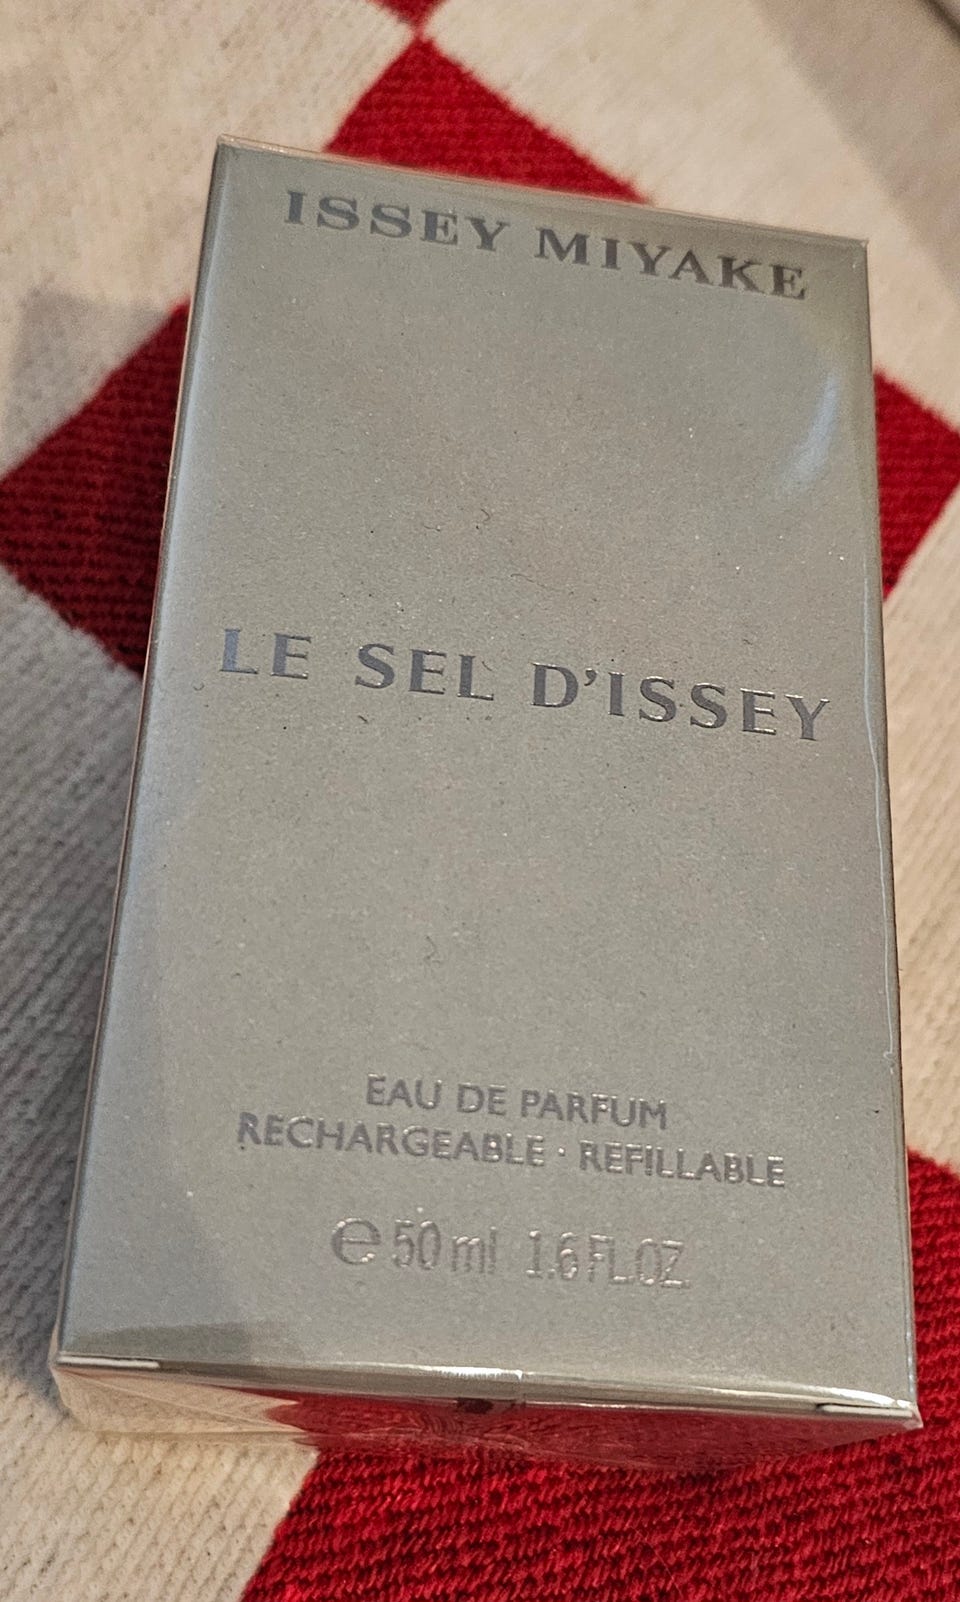 ISSEY MIYAKE
LE SEL D'ISSEY
EAU DE PARFUM
RECHARGEABLE · REFILLABLE
℮ 50 ml 1.6 FL.OZ.